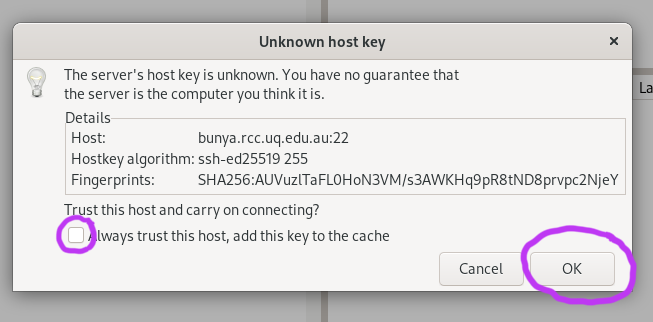 Unknown host key
The server's host key is unknown. You have no guarantee that
the server is the computer you think it is.
Details
Host: bunya.rcc.uq.edu.au:22
Hostkey algorithm: ssh-ed25519 255
Fingerprints: SHA256:AUVuzlTaFL0HoN3VM/s3AWKHq9pR8tND8prvpc2NjeY
Trust this host and carry on connecting?
Always trust this host, add this key to the cache
Cancel OK
La